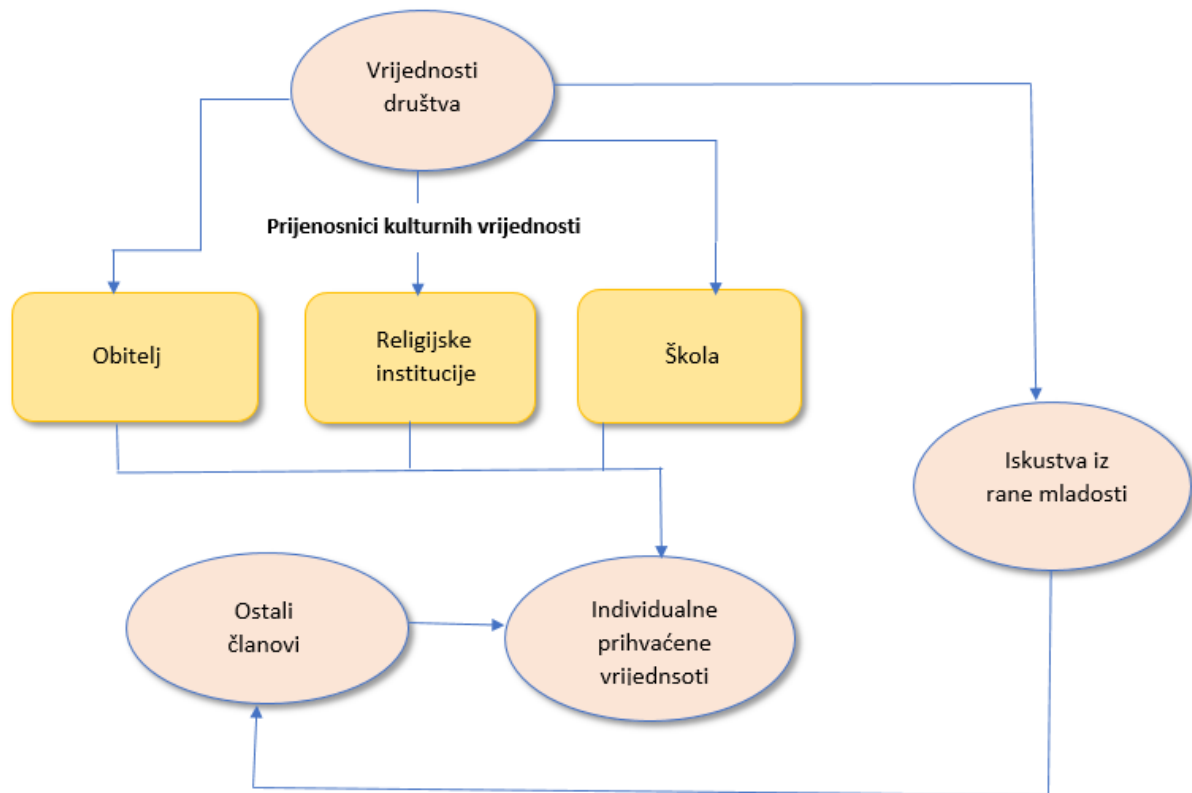 Vrijednosti
društva
Prijenosnici kulturnih vrijednosti
Obitelj
Religijske
institucije
Škola
Iskustva iz
rane mladosti
Ostali
članovi
Individualne
prihvaćene
vrijednsoti